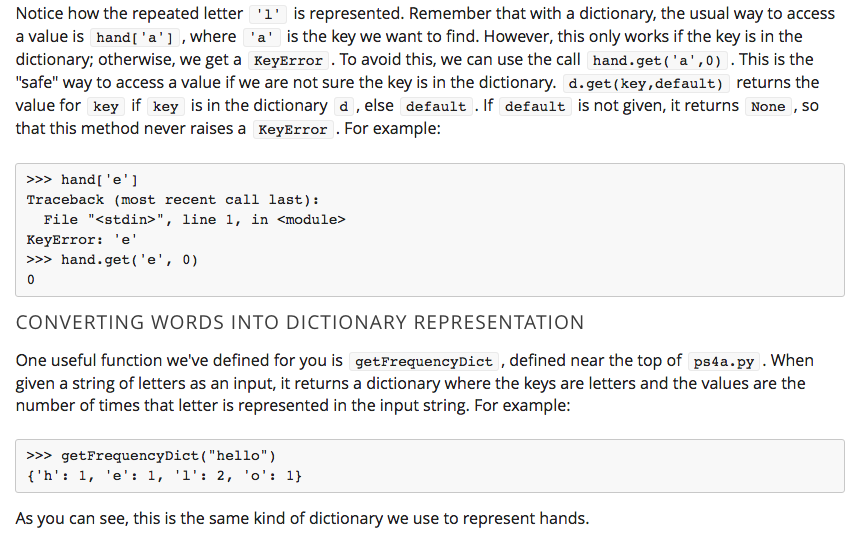 Notice how the repeated letter 'l' is represented. Remember that with a dictionary, the usual way to access
a value is hand['a'], where 'a' is the key we want to find. However, this only works if the key is in the
dictionary; otherwise, we get a KeyError. To avoid this, we can use the call hand.get('a',0). This is the
"safe" way to access a value if we are not sure the key is in the dictionary. d.get(key,default) returns the
value for key if key is in the dictionary d, else default. If default is not given, it returns None, so
that this method never raises a KeyError. For example:
>>> hand['e']
Traceback (most recent call last):
  File "<stdin>", line 1, in <module>
KeyError: 'e'
>>> hand.get('e', 0)
0
CONVERTING WORDS INTO DICTIONARY REPRESENTATION
One useful function we've defined for you is getFrequencyDict, defined near the top of ps4a.py. When
given a string of letters as an input, it returns a dictionary where the keys are letters and the values are the
number of times that letter is represented in the input string. For example:
>>> getFrequencyDict("hello")
{'h': 1, 'e': 1, 'l': 2, 'o': 1}
As you can see, this is the same kind of dictionary we use to represent hands.